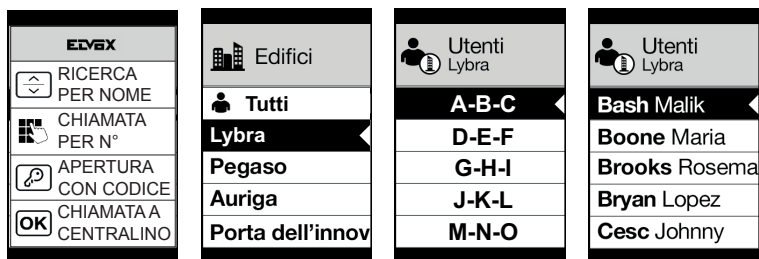 ELVOX
RICERCA
PER NOME
CHIAMATA
PER N°
APERTURA
CON CODICE
OK
CHIAMATA A
CENTRALINO
Edifici
Tutti
Lybra
Pegaso
Auriga
Porta dell'innov
Utenti
Lybra
A-B-C
D-E-F
G-H-I
J-K-L
M-N-O
Utenti
Lybra
Bash Malik
Boone Maria
Brooks Rosema
Bryan Lopez
Cesc Johnny